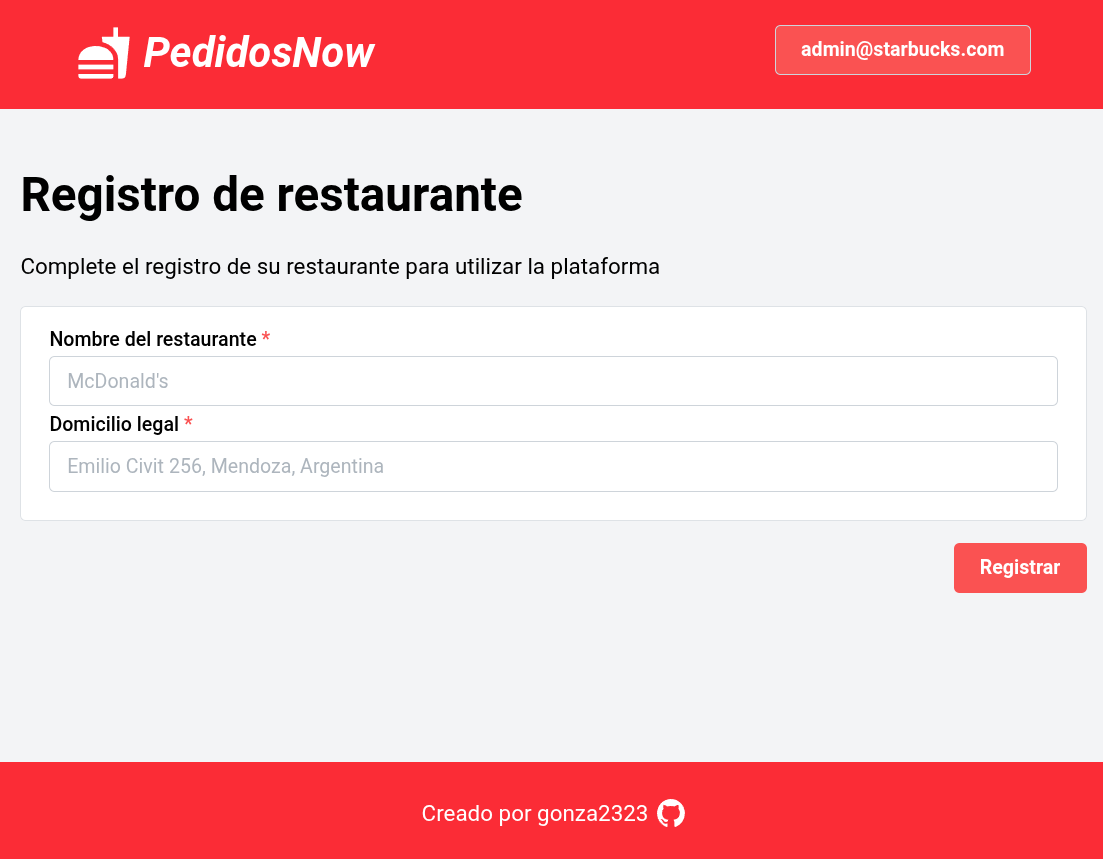 PedidosNow
admin@starbucks.com
Registro de restaurante
Complete el registro de su restaurante para utilizar la plataforma
Nombre del restaurante *
McDonald's
Domicilio legal *
Emilio Civit 256, Mendoza, Argentina
Registrar
Creado por gonza2323